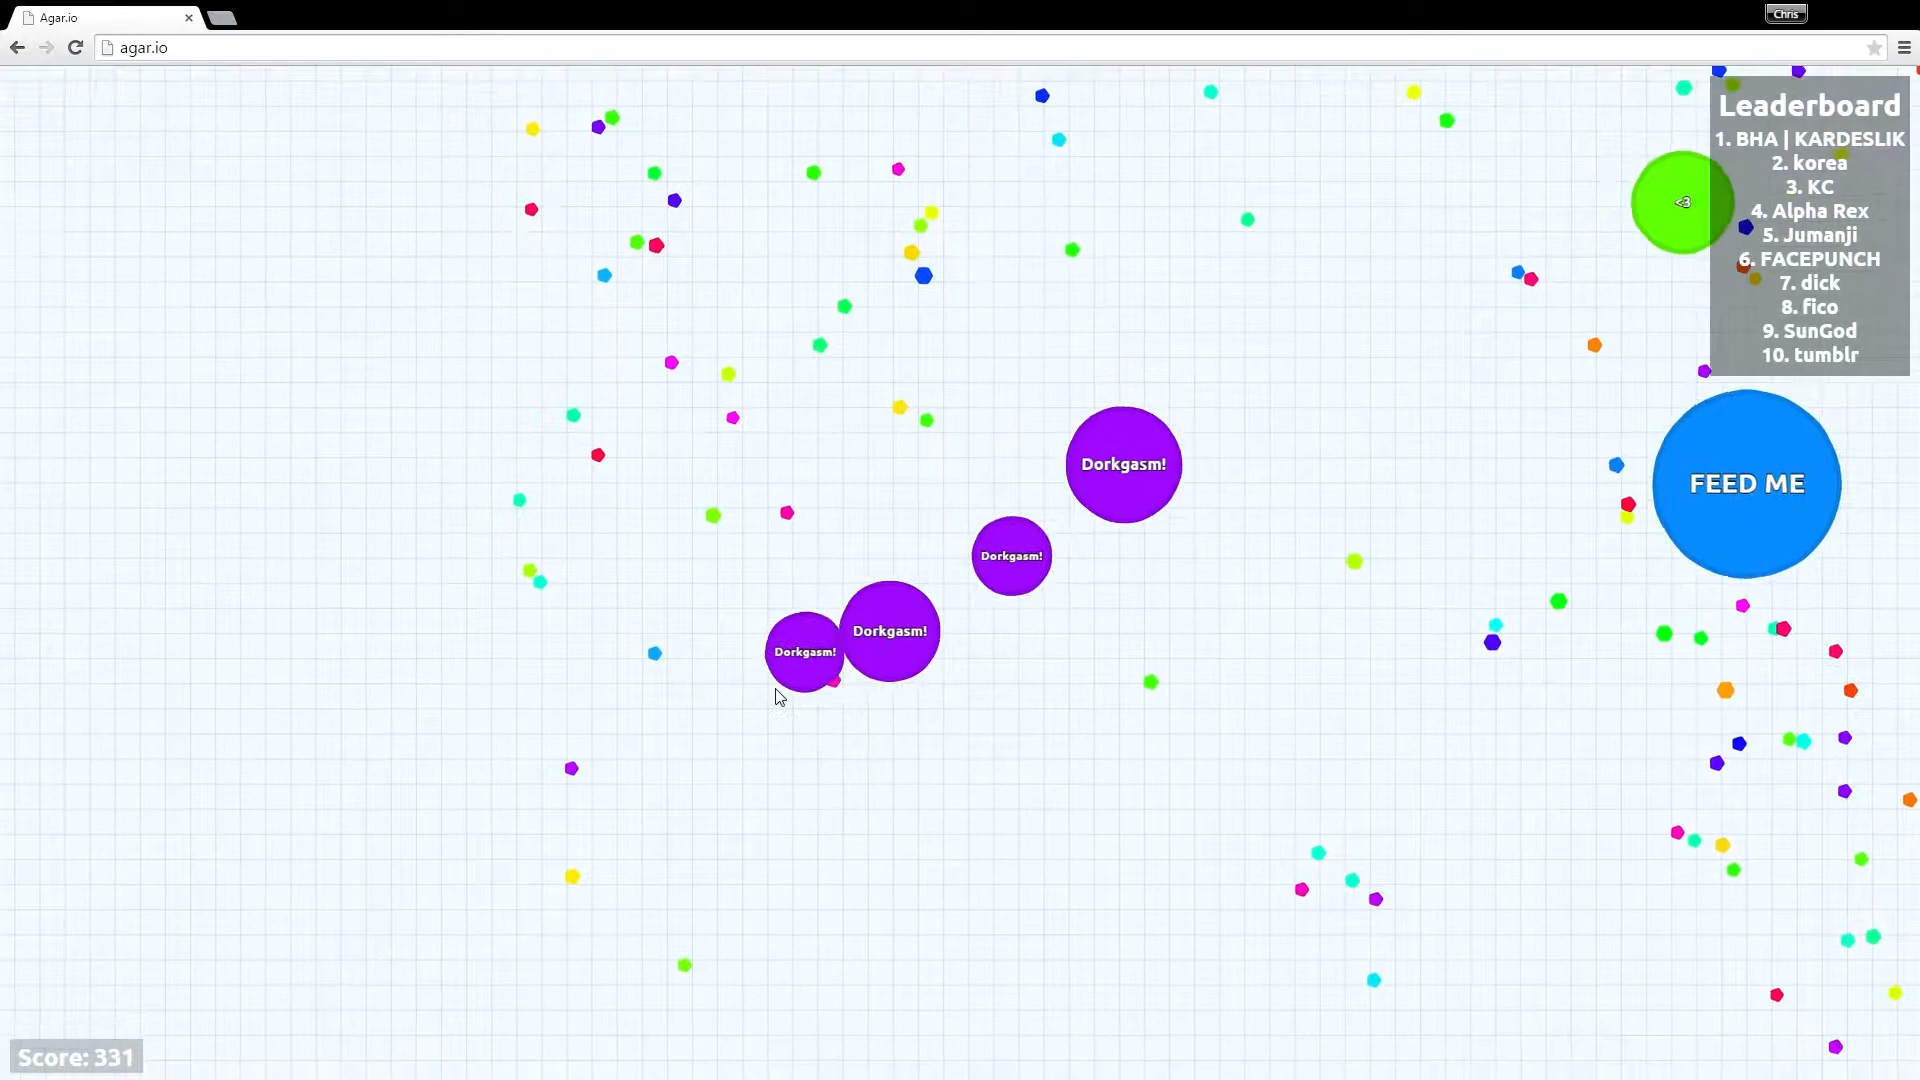 Agar.io
Chris
agar.io
Leaderboard
1. BHA | KARDESLIK
2. korea
3. KC
4. Alpha Rex
5. Jumanji
6. FACEPUNCH
7. dick
8. fico
9. SunGod
10. tumblr
<3
Dorkgasm!
FEED ME
Dorkgasm!
Dorkgasm!
Dorkgasm!
Score: 331